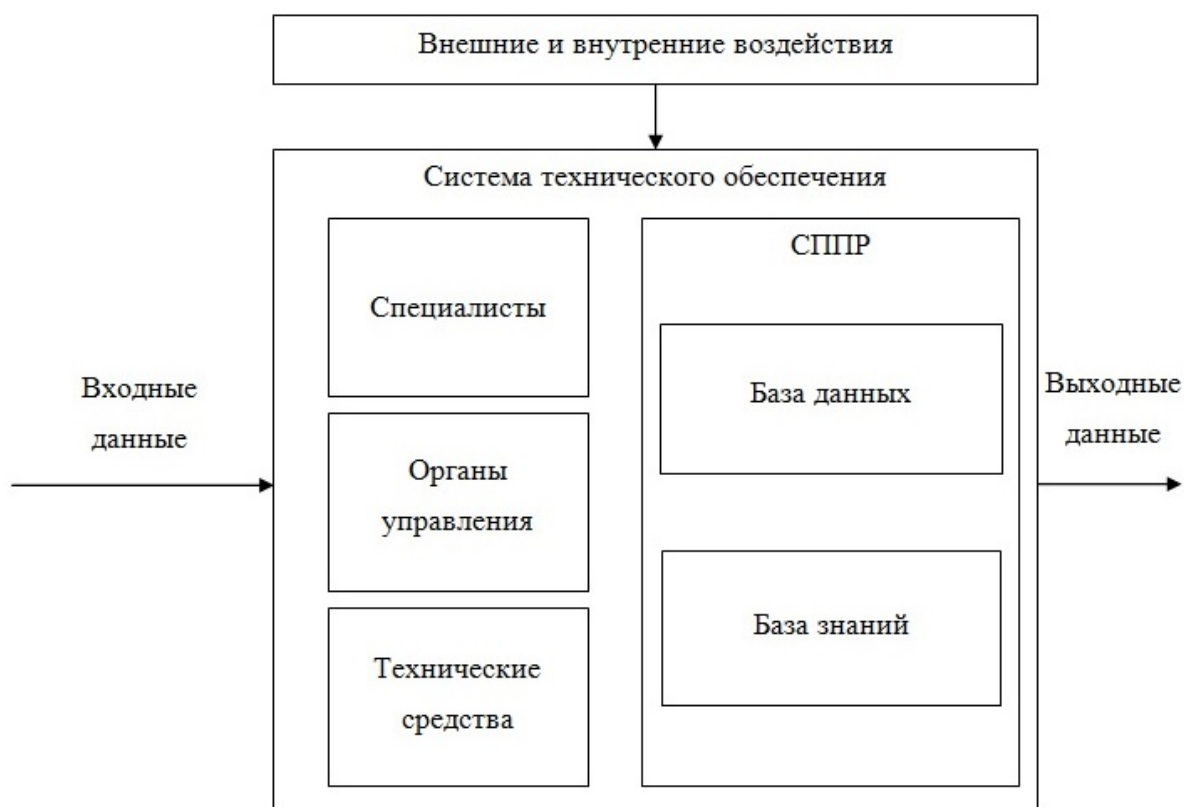 Внешние и внутренние воздействия
Система технического обеспечения
Специалисты
Органы
управления
Технические
средства
СППР
База данных
База знаний
Входные
данные
Выходные
данные